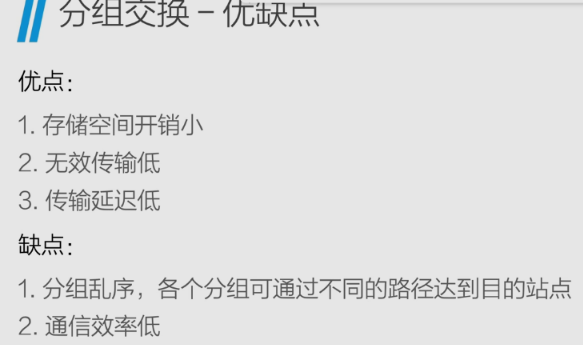 分组交换 – 优缺点
优点：
1. 存储空间开销小
2. 无效传输低
3. 传输延迟低
缺点：
1. 分组乱序，各个分组可通过不同的路径达到目的站点
2. 通信效率低